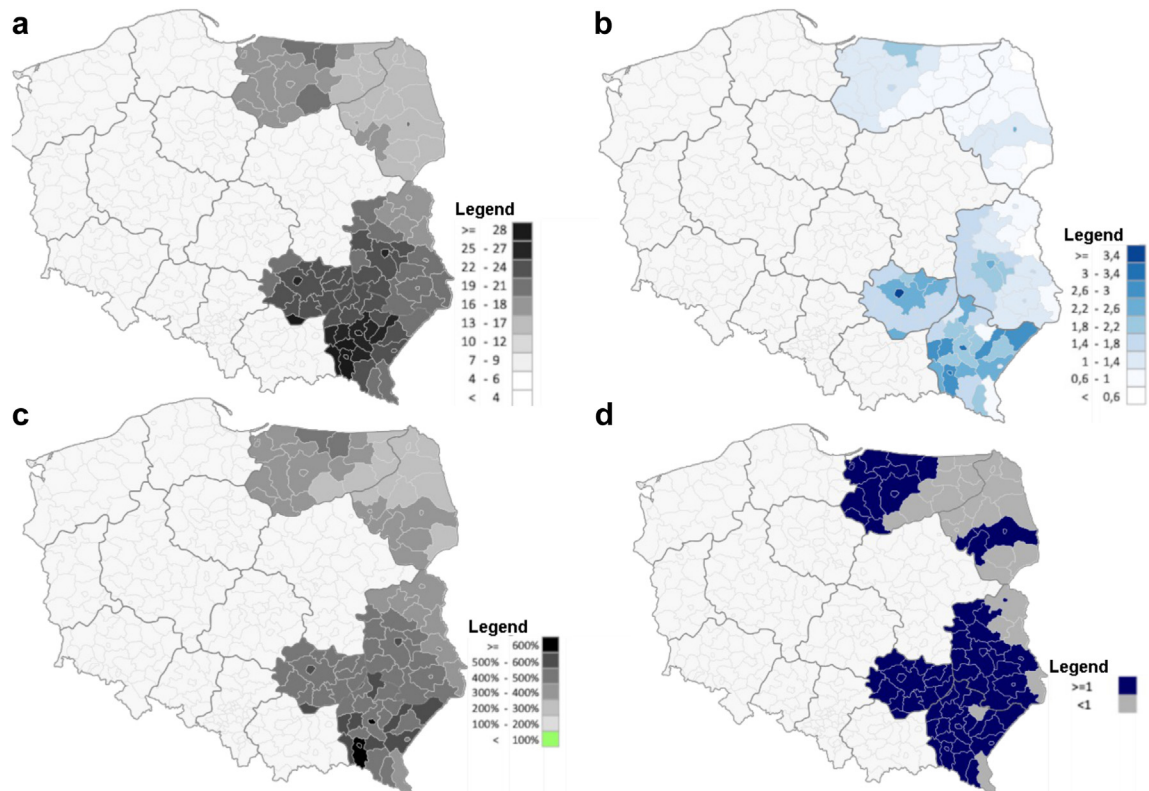 a
Legend
>= 28
25 - 27
22 - 24
19 - 21
16 - 18
13 - 17
10 - 12
7 - 9
4 - 6
< 4
b
Legend
>= 3,4
3 - 3,4
2,6 - 3
2,2 - 2,6
1,8 - 2,2
1,4 - 1,8
1 - 1,4
0,6 - 1
< 0,6
c
Legend
>= 600%
500% - 600%
400% - 500%
300% - 400%
200% - 300%
100% - 200%
< 100%
d
Legend
>=1
<1